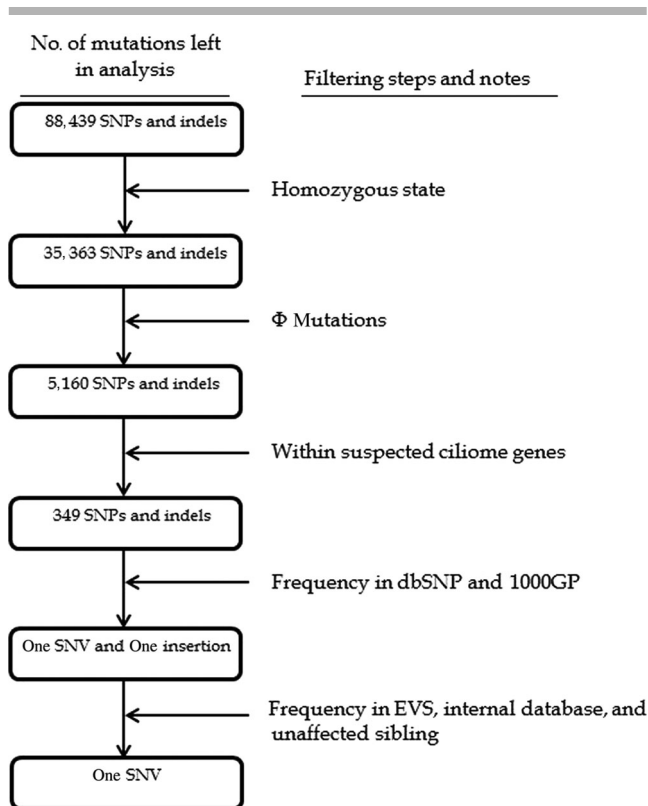 No. of mutations left
in analysis
Filtering steps and notes
88,439 SNPs and indels
Homozygous state
35, 363 SNPs and indels
Φ Mutations
5,160 SNPs and indels
Within suspected ciliome genes
349 SNPs and indels
Frequency in dbSNP and 1000GP
One SNV and One insertion
Frequency in EVS, internal database, and
unaffected sibling
One SNV